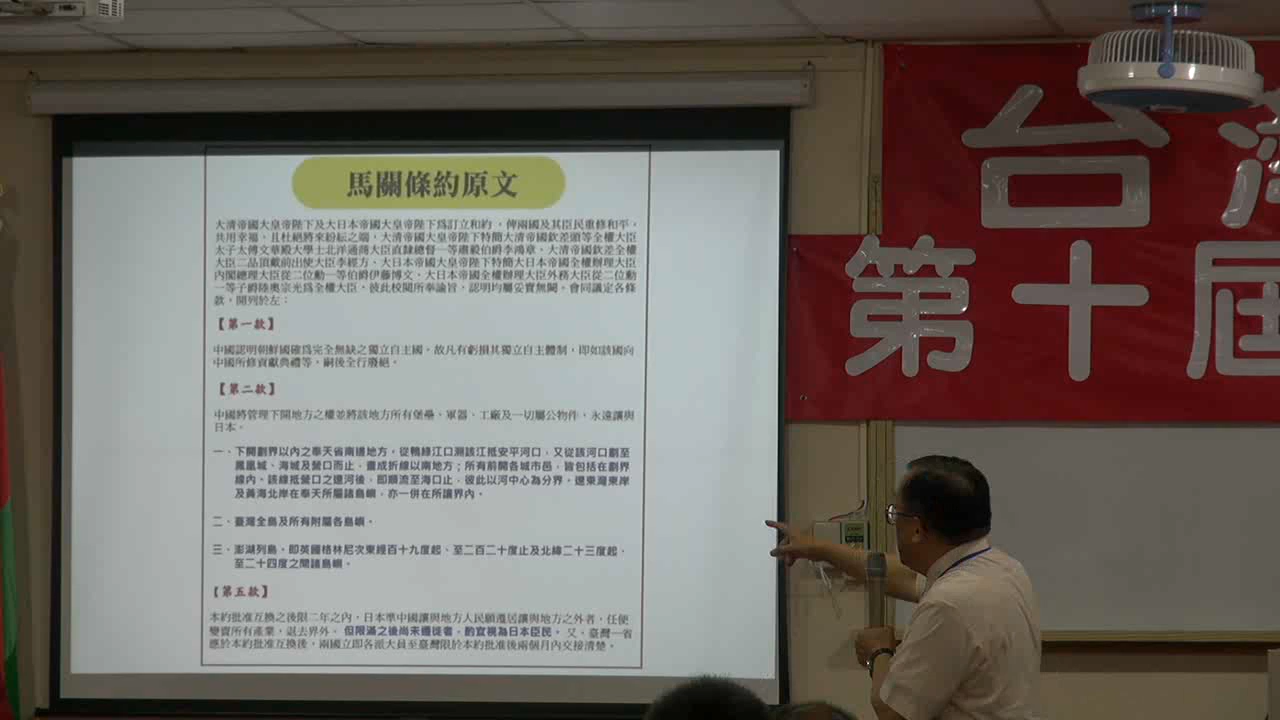 馬關條約原文
大清帝國大皇帝陛下及大日本帝國大皇帝陛下爲訂立和約，俾兩國及其臣民重修和平，
共用幸福，且杜絕將來紛紜之端，大清帝國大皇帝陛下特簡大清帝國欽差頭等全權大臣
太子太傅文華殿大學士北洋通商大臣直隸總督一等肅毅伯爵李鴻章、大清帝國欽差全權
大臣二品頂戴前出使大臣李經方、大日本帝國大皇帝陛下特簡大日本帝國全權辦理大臣
內閣總理大臣從二位勳一等伯爵伊藤博文、大日本帝國全權辦理大臣外務大臣從二位勳
一等子爵陸奧宗光爲全權大臣，彼此校閱所奉諭旨，認明均屬妥實無闕。會同議定各條
款，開列於左：
【第一款】
中國認明朝鮮國確爲完全無缺之獨立自主國。故凡有虧損其獨立自主體制，即如該國向
中國所修貢獻典禮等，嗣後全行廢絕。
【第二款】
中國將管理下開地方之權並將該地方所有堡壘、軍器、工廠及一切屬公物件，永遠讓與
日本。
一、下開劃界以內之奉天省南邊地方。從鴨綠江口溯該江抵安平河口，又從該河口劃至
鳳凰城、海城及營口而止，畫成折線以南地方；所有前開各城市邑，皆包括在劃界
線內。該線抵營口之遼河後，即順流至海口止，彼此以河中心為分界。遼東灣東岸
及黃海北岸在奉天所屬諸島嶼，亦一併在所讓界內。
二、臺灣全島及所有附屬各島嶼。
三、澎湖列島。即英國格林尼次東經百十九度起、至二百二十度止及北緯二十三度起、
至二十四度之間諸島嶼。
【第五款】
本約批准互換之後限二年之內，日本準中國讓與地方人民願遷居讓與地方之外者，任便
變賣所有產業，退去界外。但限滿之後尚未遷徙者，酌宜視為日本臣民。又，臺灣一省
應於本約批准互換後，兩國立即各派大員至臺灣限於本約批准後兩個月內交接清楚。
台灣
第十屆